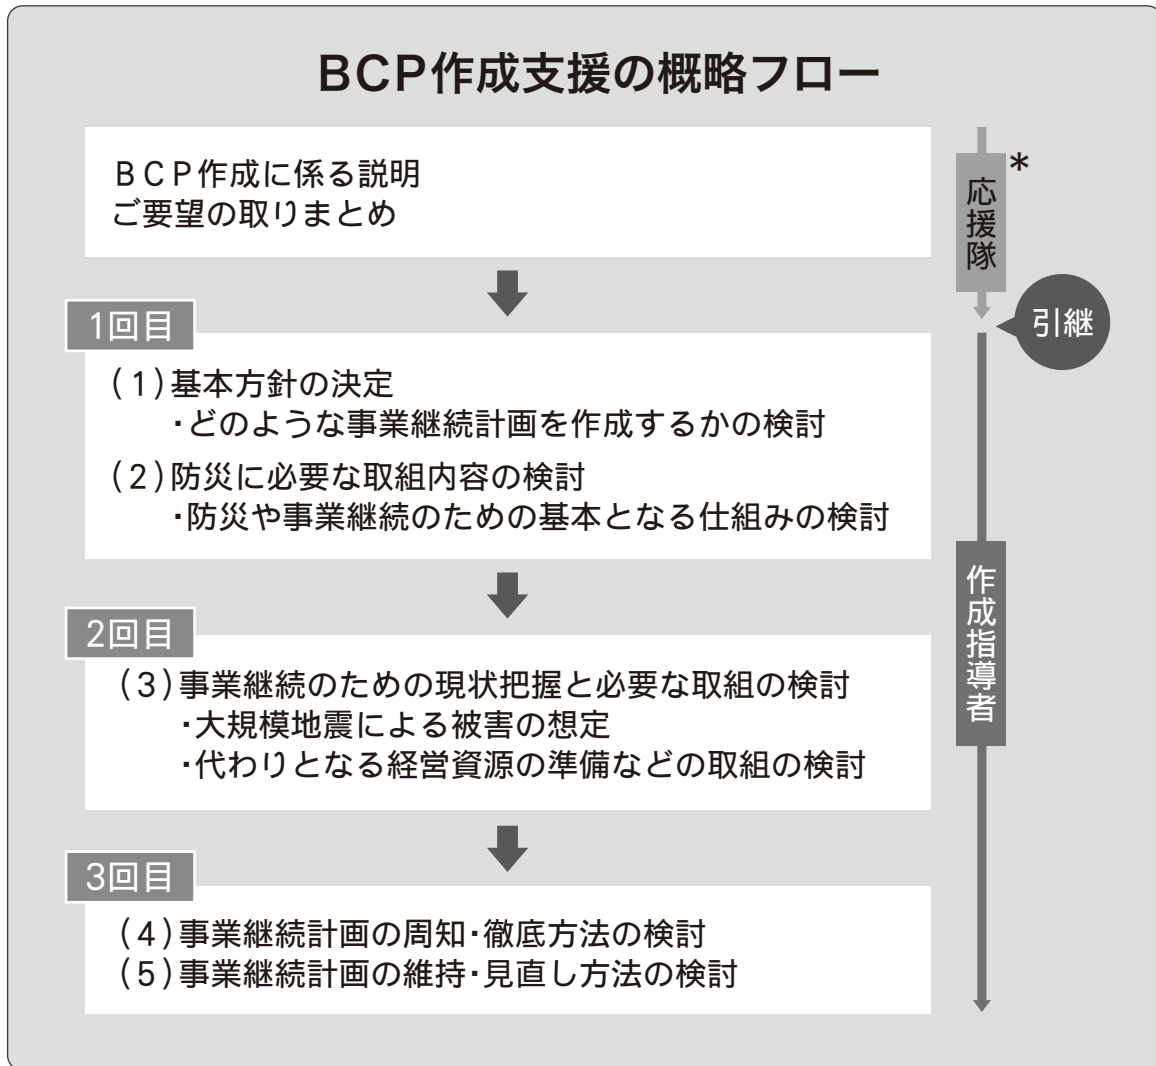 BCP作成支援の概略フロー
BCP作成に係る説明
ご要望の取りまとめ
応援隊
*
引継
1回目
(1)基本方針の決定
・どのような事業継続計画を作成するかの検討
(2)防災に必要な取組内容の検討
・防災や事業継続のための基本となる仕組みの検討
作成指導者
2回目
(3)事業継続のための現状把握と必要な取組の検討
・大規模地震による被害の想定
・代わりとなる経営資源の準備などの取組の検討
3回目
(4)事業継続計画の周知・徹底方法の検討
(5)事業継続計画の維持・見直し方法の検討